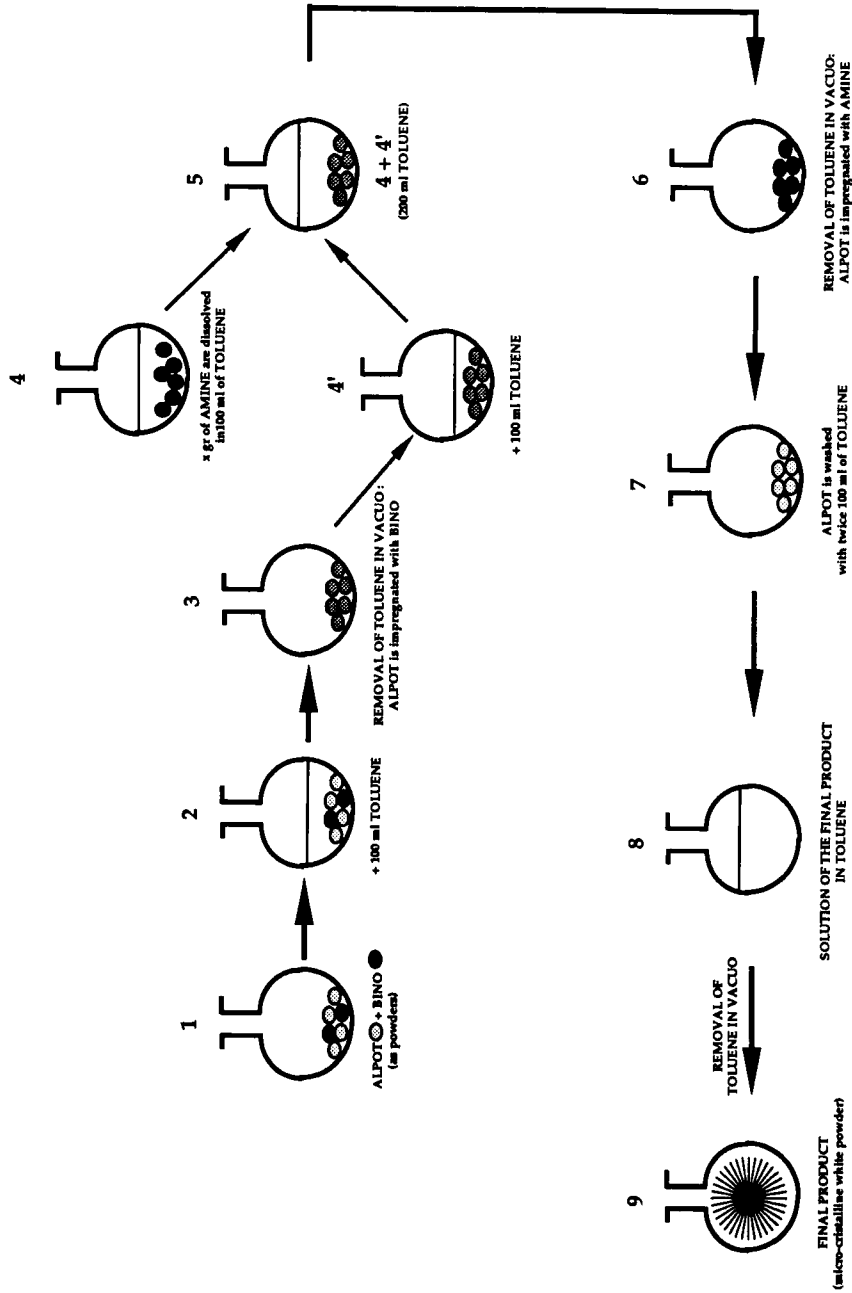 1
ALPOT + BINO
(as powders)
2
+ 100 ml TOLUENE
3
REMOVAL OF TOLUENE IN VACUO:
ALPOT is impregnated with BINO
4
x gr of AMINE are dissolved
in100 ml of TOLUENE
4'
+ 100 ml TOLUENE
5
4 + 4'
(200 ml TOLUENE)
6
REMOVAL OF TOLUENE IN VACUO:
ALPOT is impregnated with AMINE
7
ALPOT is washed
with twice 100 ml of TOLUENE
8
SOLUTION OF THE FINAL PRODUCT
IN TOLUENE
REMOVAL OF
TOLUENE IN VACUO
9
FINAL PRODUCT
(micro-cristalline white powder)